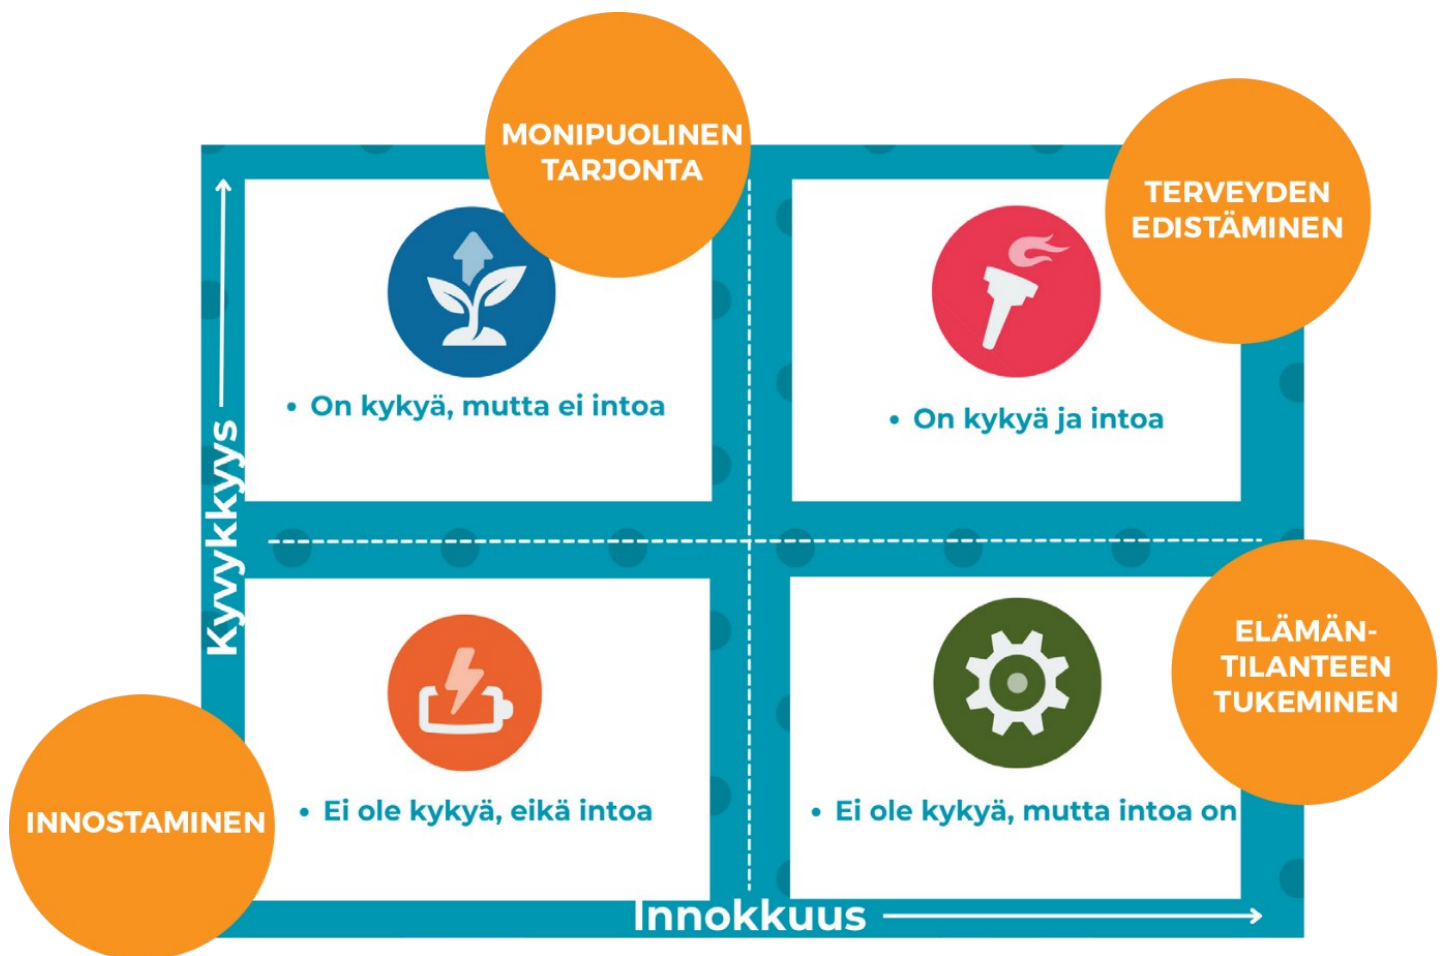 MONIPUOLINEN
TARJONTA
TERVEYDEN
EDISTÄMINEN
Kyvykkyys
• On kykyä, mutta ei intoa
• On kykyä ja intoa
ELÄMÄN-
TILANTEEN
TUKEMINEN
INNOSTAMINEN
• Ei ole kykyä, eikä intoa
• Ei ole kykyä, mutta intoa on
Innokkuus